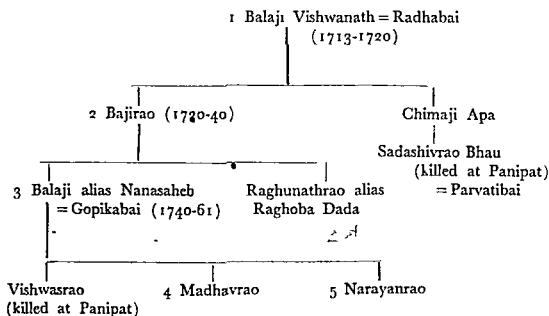 1 Balaji Vishwanath = Radhabai
(1713-1720)
2 Bajirao (1720-40)
Chimaji Apa
Sadashivrao Bhau
(killed at Panipat)
= Parvatibai
3 Balaji alias Nanasaheb
= Gopikabai (1740-61)
Raghunathrao alias
Raghoba Dada
Vishwasrao
(killed at Panipat)
4 Madhavrao
5 Narayanrao